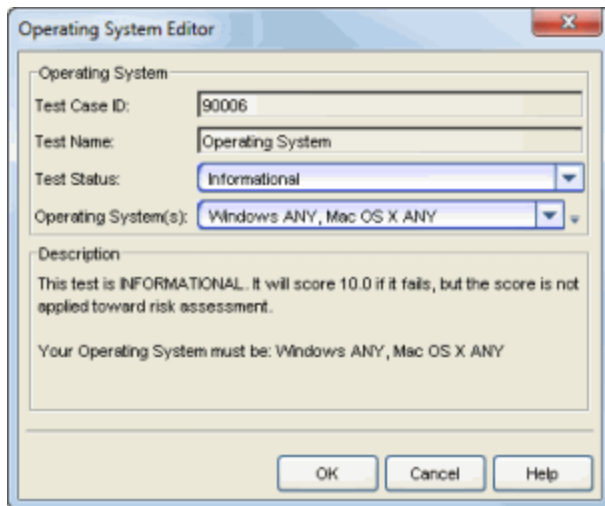 Operating System Editor
Operating System
Test Case ID: 90006
Test Name: Operating System
Test Status: Informational
Operating System(s): Windows ANY, Mac OS X ANY
Description
This test is INFORMATIONAL. It will score 10.0 if it fails, but the score is not
applied toward risk assessment.
Your Operating System must be: Windows ANY, Mac OS X ANY
OK Cancel Help